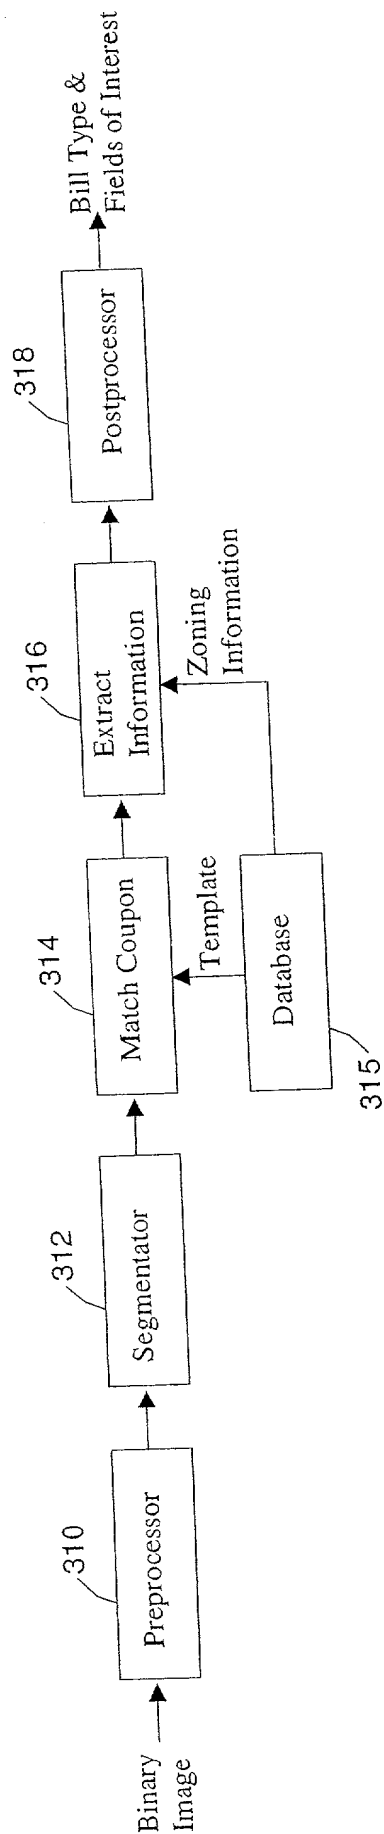 Binary
Image
310
Preprocessor
312
Segmentator
314
Match Coupon
Template
315
Database
316
Extract
Information
Zoning
Information
318
Postprocessor
Bill Type &
Fields of Interest